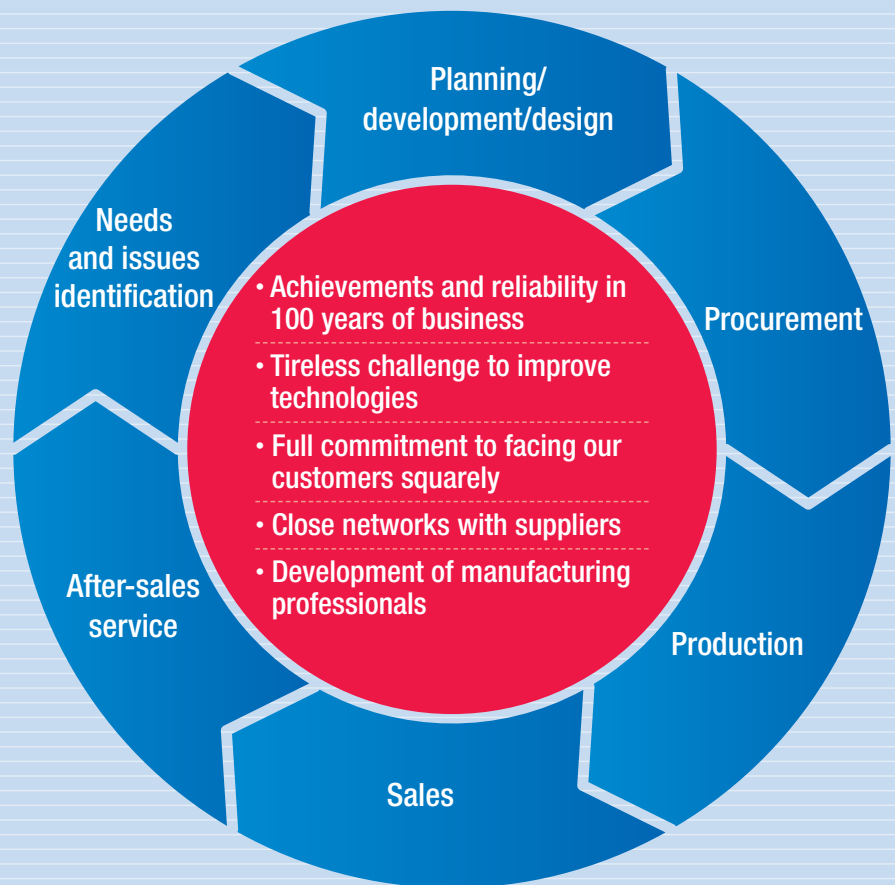 Planning/
development/design
Procurement
Production
Sales
After-sales
service
Needs
and issues
identification
• Achievements and reliability in
100 years of business
• Tireless challenge to improve
technologies
• Full commitment to facing our
customers squarely
• Close networks with suppliers
• Development of manufacturing
professionals